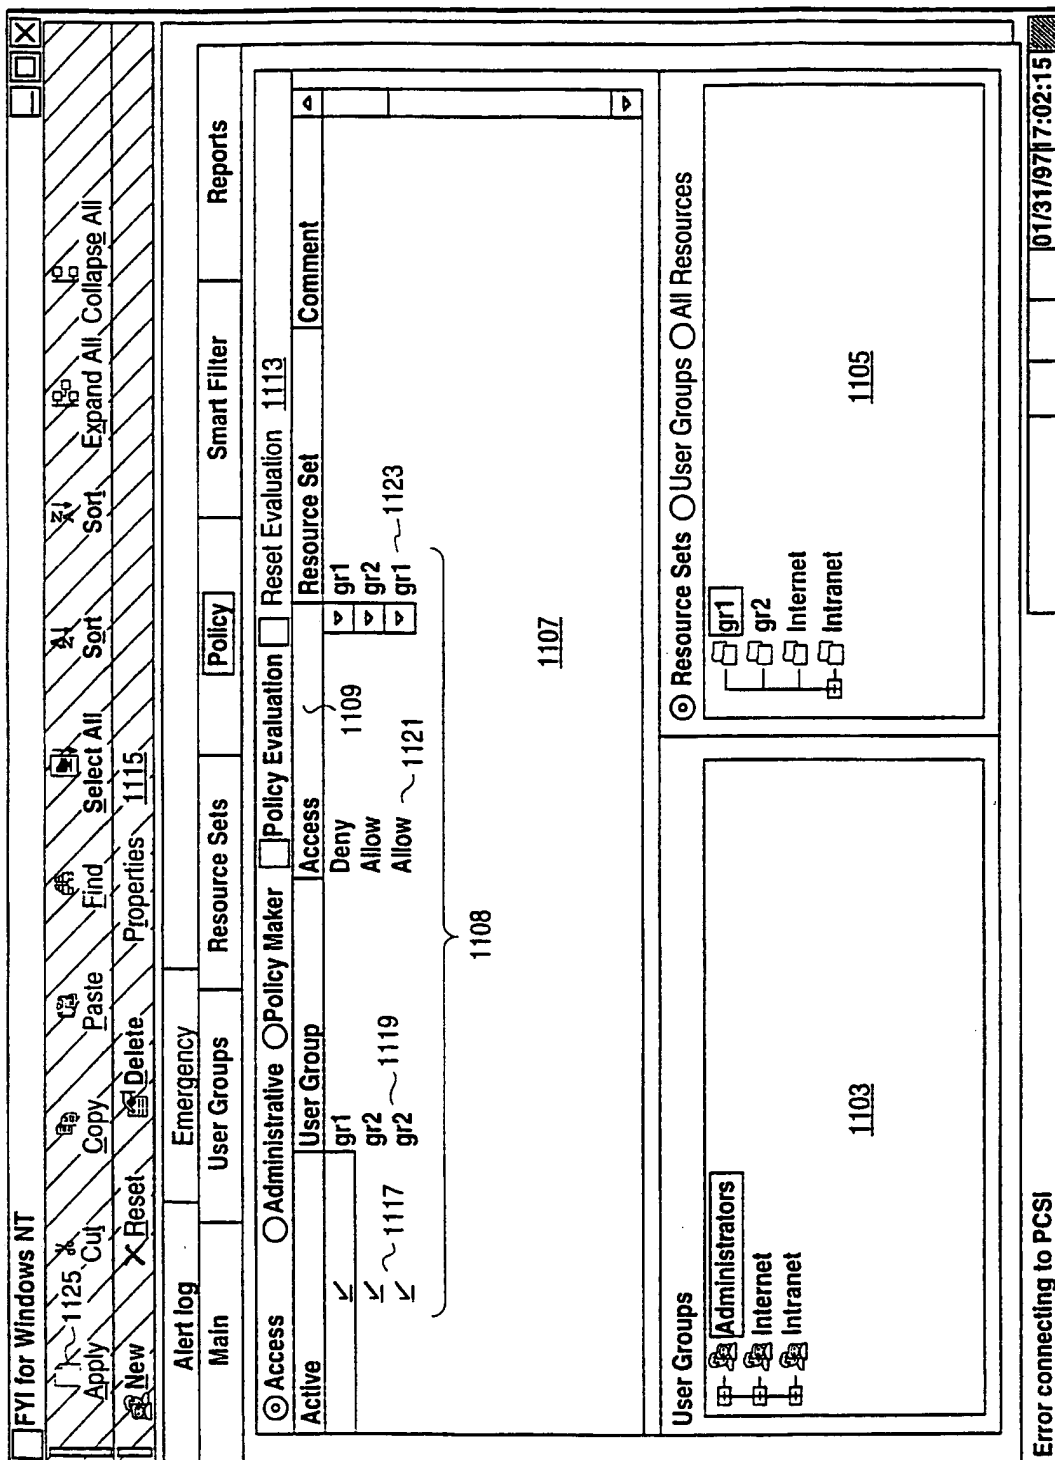 FYI for Windows NT
Apply 1125 Cut Copy Paste Find Select All Sort Sort Expand All Collapse All
New Reset Delete Properties 1115
Alert log Emergency
Main User Groups Resource Sets Policy Smart Filter Reports
Access Administrative Policy Maker Policy Evaluation Reset Evaluation 1113
Active User Group Access 1109 Resource Set Comment
gr1 Deny gr1
1117 gr2 Allow gr2
gr2 1119 Allow 1121 gr1 1123
1108
1107
User Groups
Administrators
Internet
Intranet
1103
Resource Sets User Groups All Resources
gr1
gr2
Internet
Intranet
1105
Error connecting to PCSI 01/31/97 17:02:15